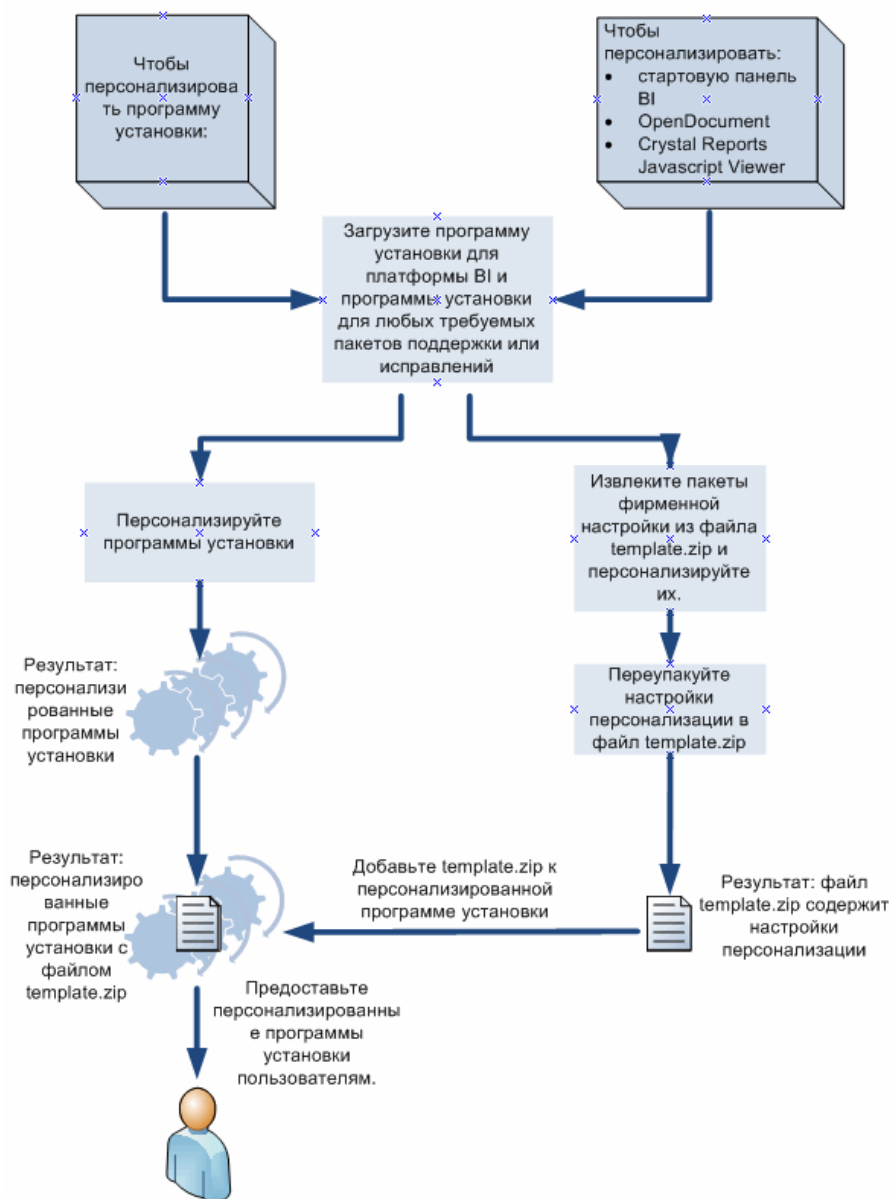 Чтобы
персонализирова
ть программу
установки:
Чтобы
персонализировать:
• стартовую панель
BI
• OpenDocument
• Crystal Reports
Javascript Viewer
Загрузите программу
установки для
платформы BI и
программы установки
для любых требуемых
пакетов поддержки или
исправлений
Персонализируйте
программы установки
Извлеките пакеты
фирменной
настройки из файла
template.zip и
персонализируйте
их.
Результат:
персонализи
рованные
программы
установки
Переупакуйте
настройки
персонализации в
файл template.zip
Результат:
персонализиро
ванные
программы
установки с
файлом
template.zip
Добавьте template.zip к
персонализированной
программе установки
Результат: файл
template.zip содержит
настройки
персонализации
Предоставьте
персонализированны
е программы
установки
пользователям.